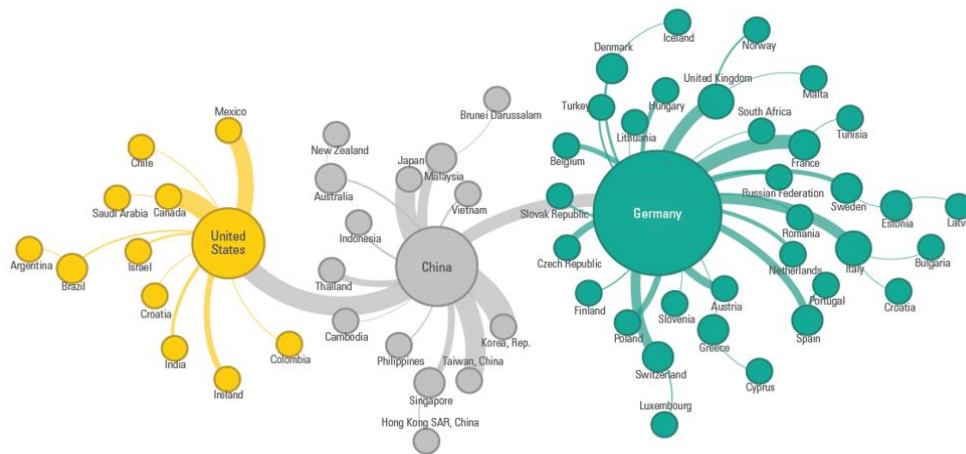 Mexico
Chile
Saudi Arabia
Canada
United
States
Argentina
Brazil
Israel
Croatia
India
Ireland
Colombia
Brunei Darussalam
New Zealand
Japan
Malaysia
Australia
Vietnam
Indonesia
China
Thailand
Cambodia
Korea, Rep.
Philippines
Taiwan, China
Singapore
Hong Kong SAR, China
Iceland
Norway
Denmark
United Kingdom
Malta
Turkey
Hungary
South Africa
Tunisia
Lithuania
France
Belgium
Russian Federation
Slovak Republic
Germany
Sweden
Estonia
Latv
Romania
Czech Republic
Netherlands
Italy
Bulgaria
Finland
Austria
Portugal
Croatia
Slovenia
Poland
Greece
Spain
Switzerland
Cyprus
Luxembourg